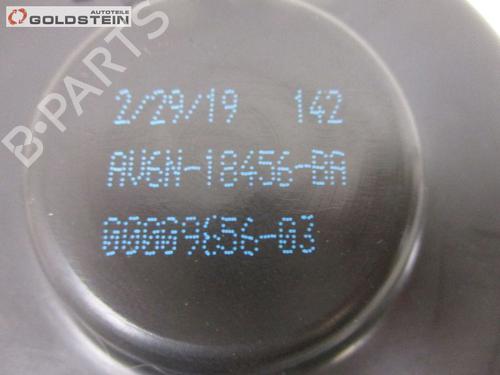 AUTOTEILE
GOLDSTEIN
B-PARTS
2/29/19 142
AV6N-18456-BA
00009656-03